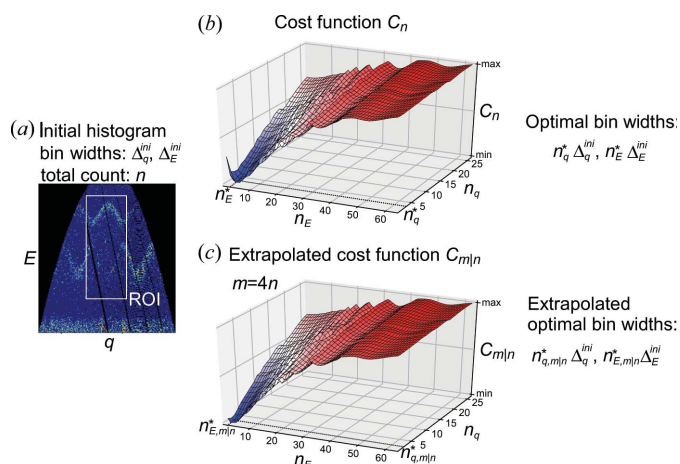 (a) Initial histogram
bin widths: Δ_q^ini, Δ_E^ini
total count: n
E
ROI
q
(b) Cost function C_n
max
C_n
min
n_E^*
10
20
30
40
50
60
n_E
n_q^*
5
10
15
20
25
n_q
Optimal bin widths:
n_q^* Δ_q^ini, n_E^* Δ_E^ini
(c) Extrapolated cost function C_m|n
m=4n
max
C_m|n
min
n_E,m|n^*
10
20
30
40
50
60
n_E
n_q,m|n^*
5
10
15
20
25
n_q
Extrapolated
optimal bin widths:
n_q,m|n^* Δ_q^ini, n_E,m|n^* Δ_E^ini